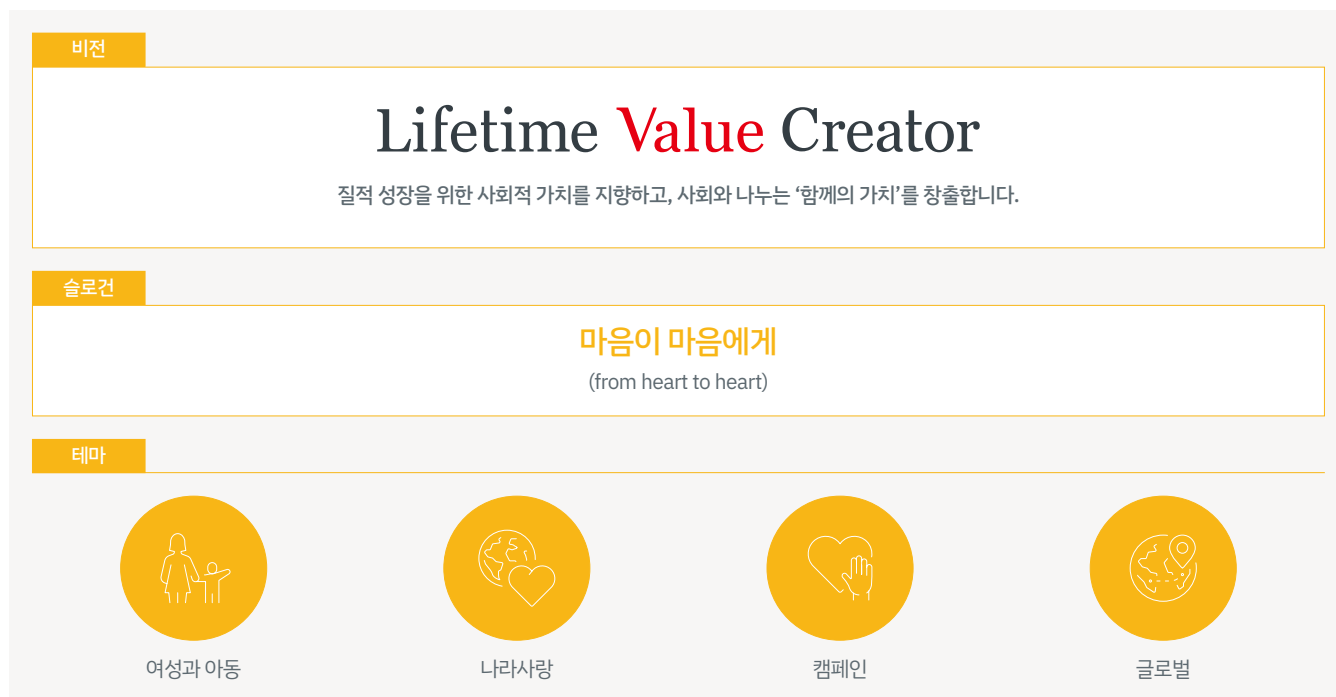 비전
Lifetime Value Creator
질적 성장을 위한 사회적 가치를 지향하고, 사회와 나누는 ‘함께의 가치’를 창출합니다.
슬로건
마음이 마음에게
(from heart to heart)
테마
여성과 아동
나라사랑
캠페인
글로벌